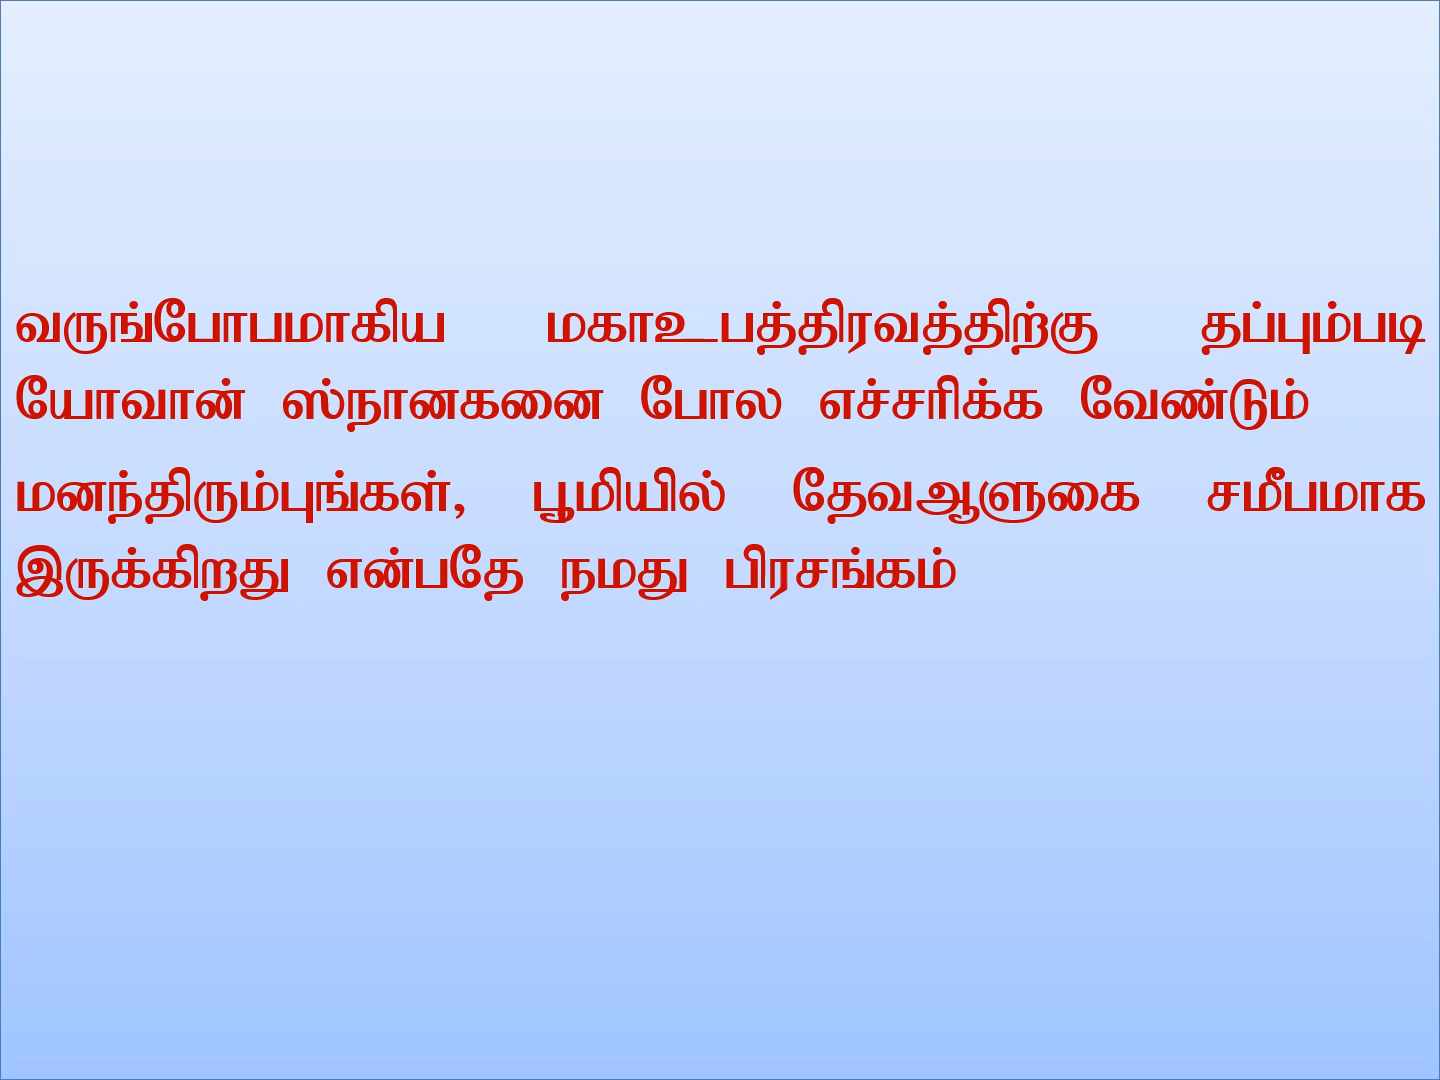 வருங்போபமாகிய மகாஉபத்திரவத்திற்கு தப்பும்படி
யோவான் ஸ்நானகனை போல எச்சரிக்க வேண்டும்
மனந்திரும்புங்கள், பூமியில் தேவஆளுகை சமீபமாக
இருக்கிறது என்பதே நமது பிரசங்கம்